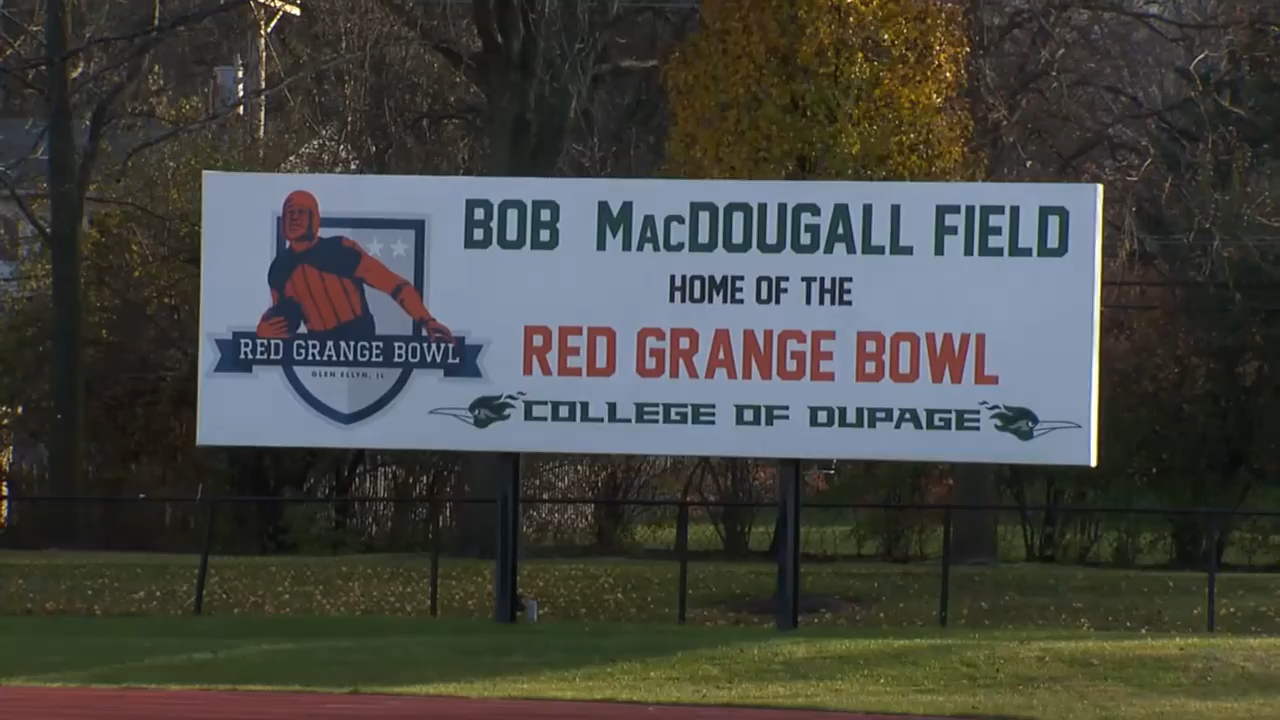 BOB MacDOUGALL FIELD
HOME OF THE
RED GRANGE BOWL
COLLEGE OF DUPAGE
RED GRANGE BOWL
GLEN ELLYN, IL